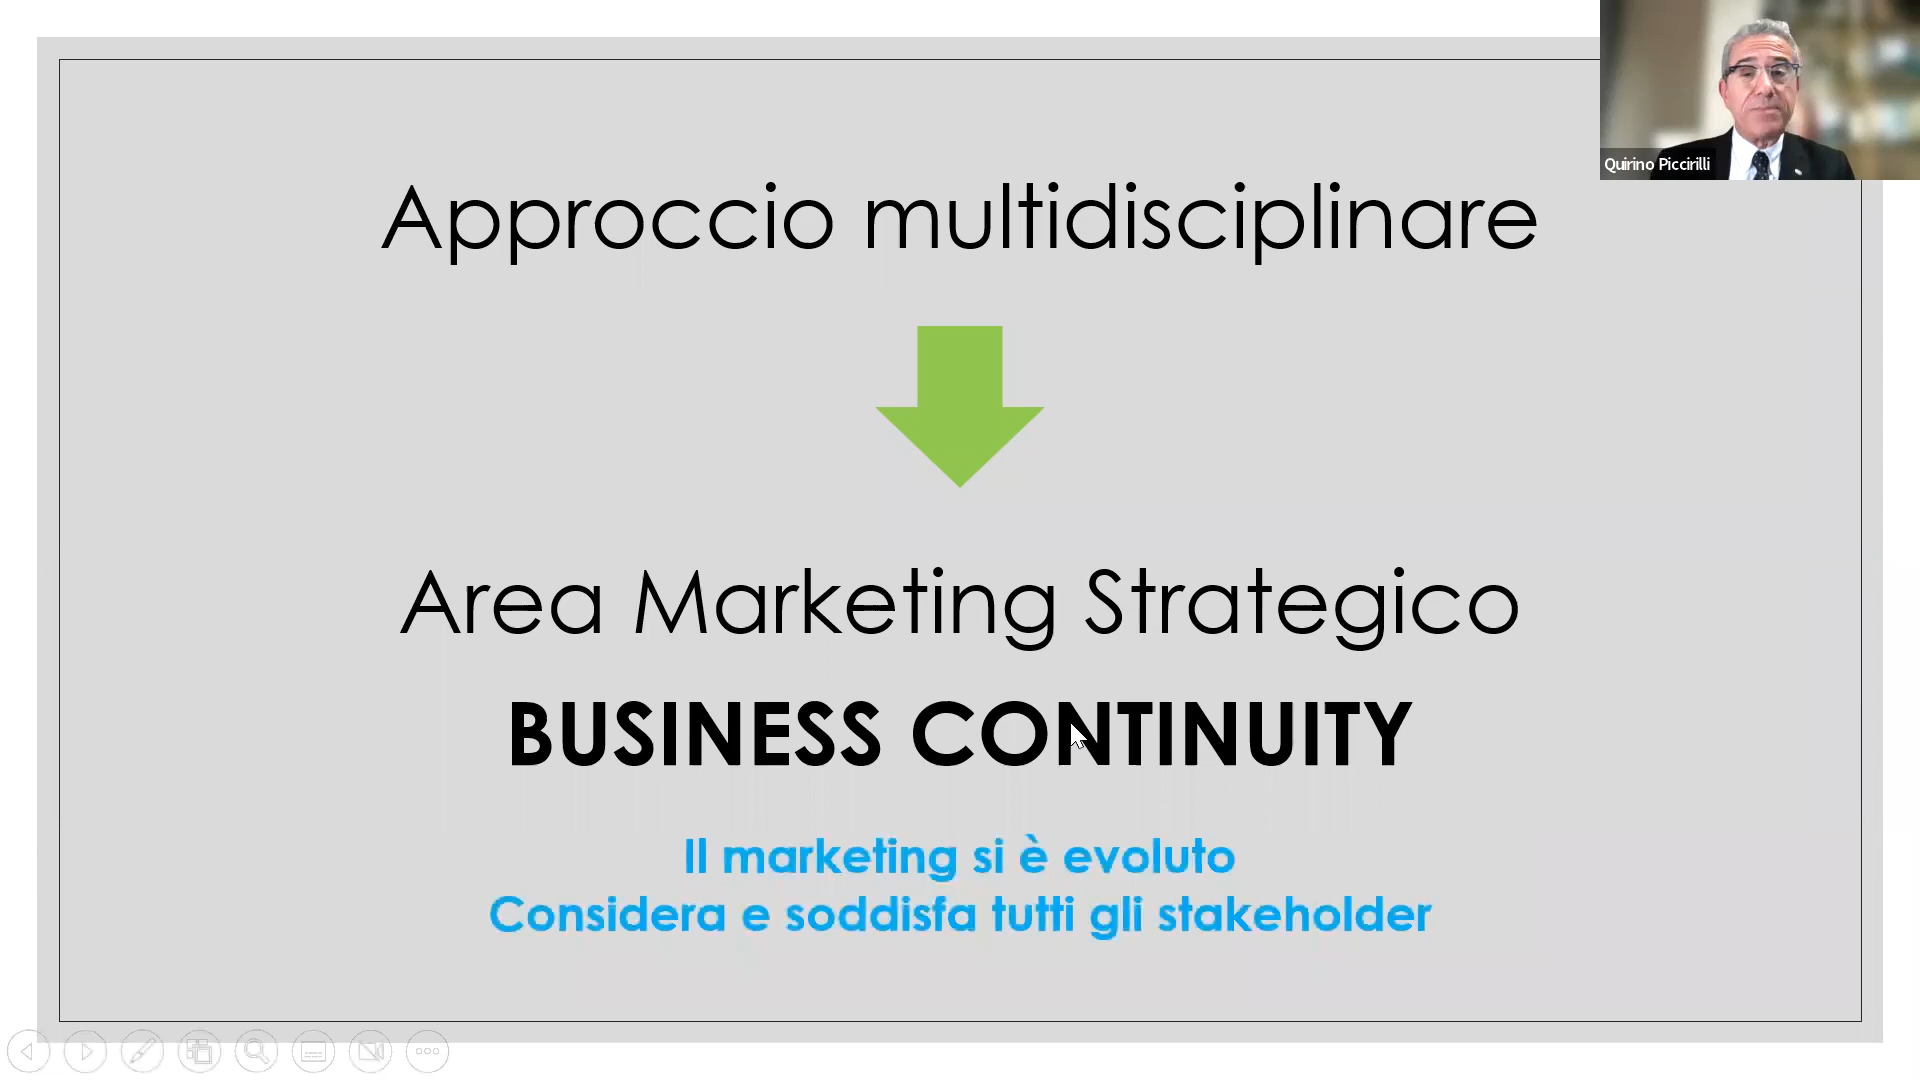 Approccio multidisciplinare
Quirino Piccirilli
Area Marketing Strategico
BUSINESS CONTINUITY
Il marketing si è evoluto
Considera e soddisfa tutti gli stakeholder